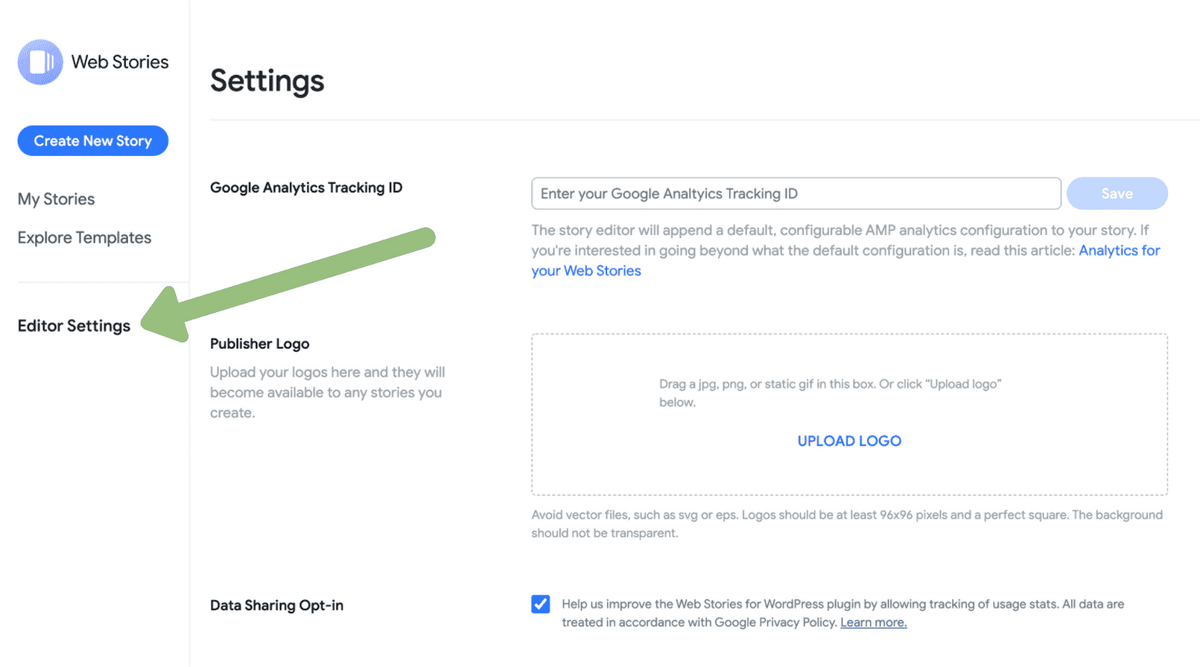 Web Stories
Create New Story
My Stories
Explore Templates
Editor Settings
Settings
Google Analytics Tracking ID
Enter your Google Analtyics Tracking ID
Save
The story editor will append a default, configurable AMP analytics configuration to your story. If
you're interested in going beyond what the default configuration is, read this article: Analytics for
your Web Stories
Publisher Logo
Upload your logos here and they will
become available to any stories you
create.
Drag a jpg, png, or static gif in this box. Or click “Upload logo”
below.
UPLOAD LOGO
Avoid vector files, such as svg or eps. Logos should be at least 96x96 pixels and a perfect square. The background
should not be transparent.
Data Sharing Opt-in
Help us improve the Web Stories for WordPress plugin by allowing tracking of usage stats. All data are
treated in accordance with Google Privacy Policy. Learn more.